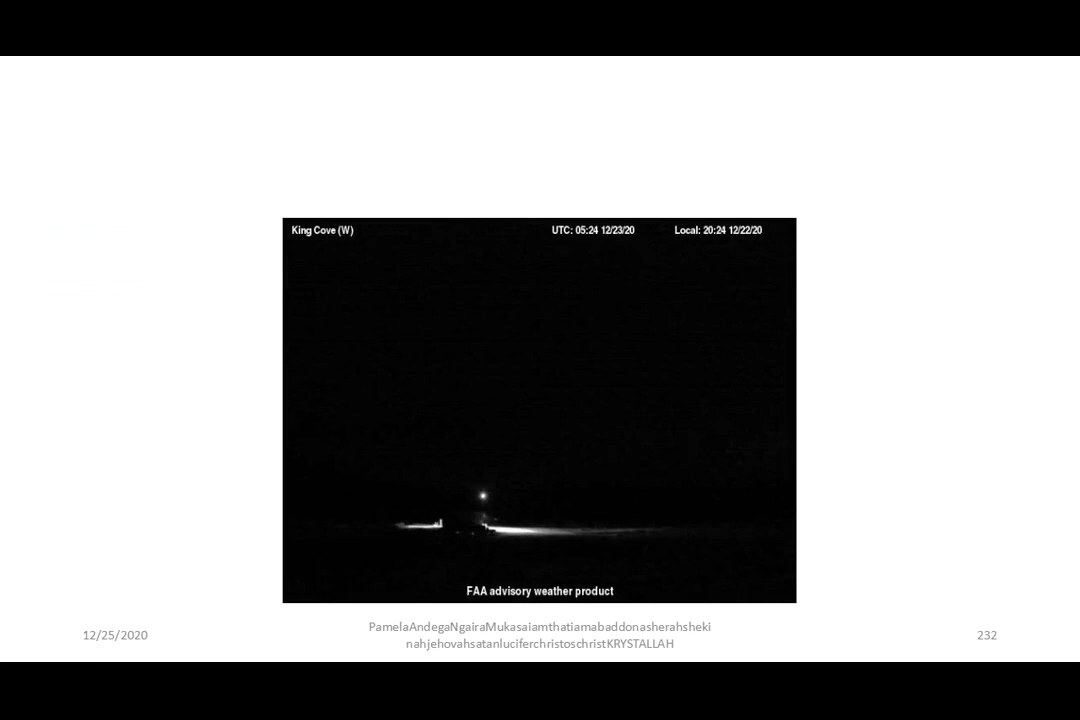 King Cove (W) UTC: 05:24 12/23/20 Local: 20:24 12/22/20
FAA advisory weather product
12/25/2020
PamelaAndegaNgairaMukasaiamthatiamabaddonasherahsheki
nahjehovahsatanluciferchristoschristKRYSTALLAH
232